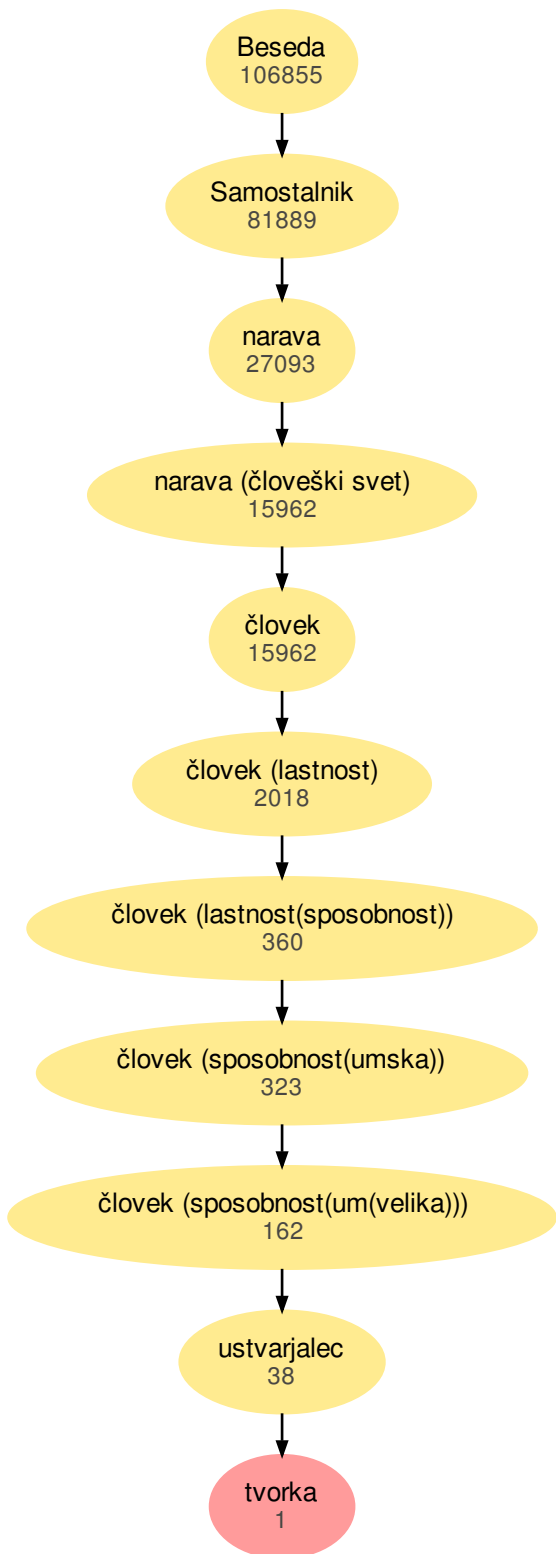 Beseda
106855
Samostalnik
81889
narava
27093
narava (človeški svet)
15962
človek
15962
človek (lastnost)
2018
človek (lastnost(sposobnost))
360
človek (sposobnost(umska))
323
človek (sposobnost(um(velika)))
162
ustvarjalec
38
tvorka
1